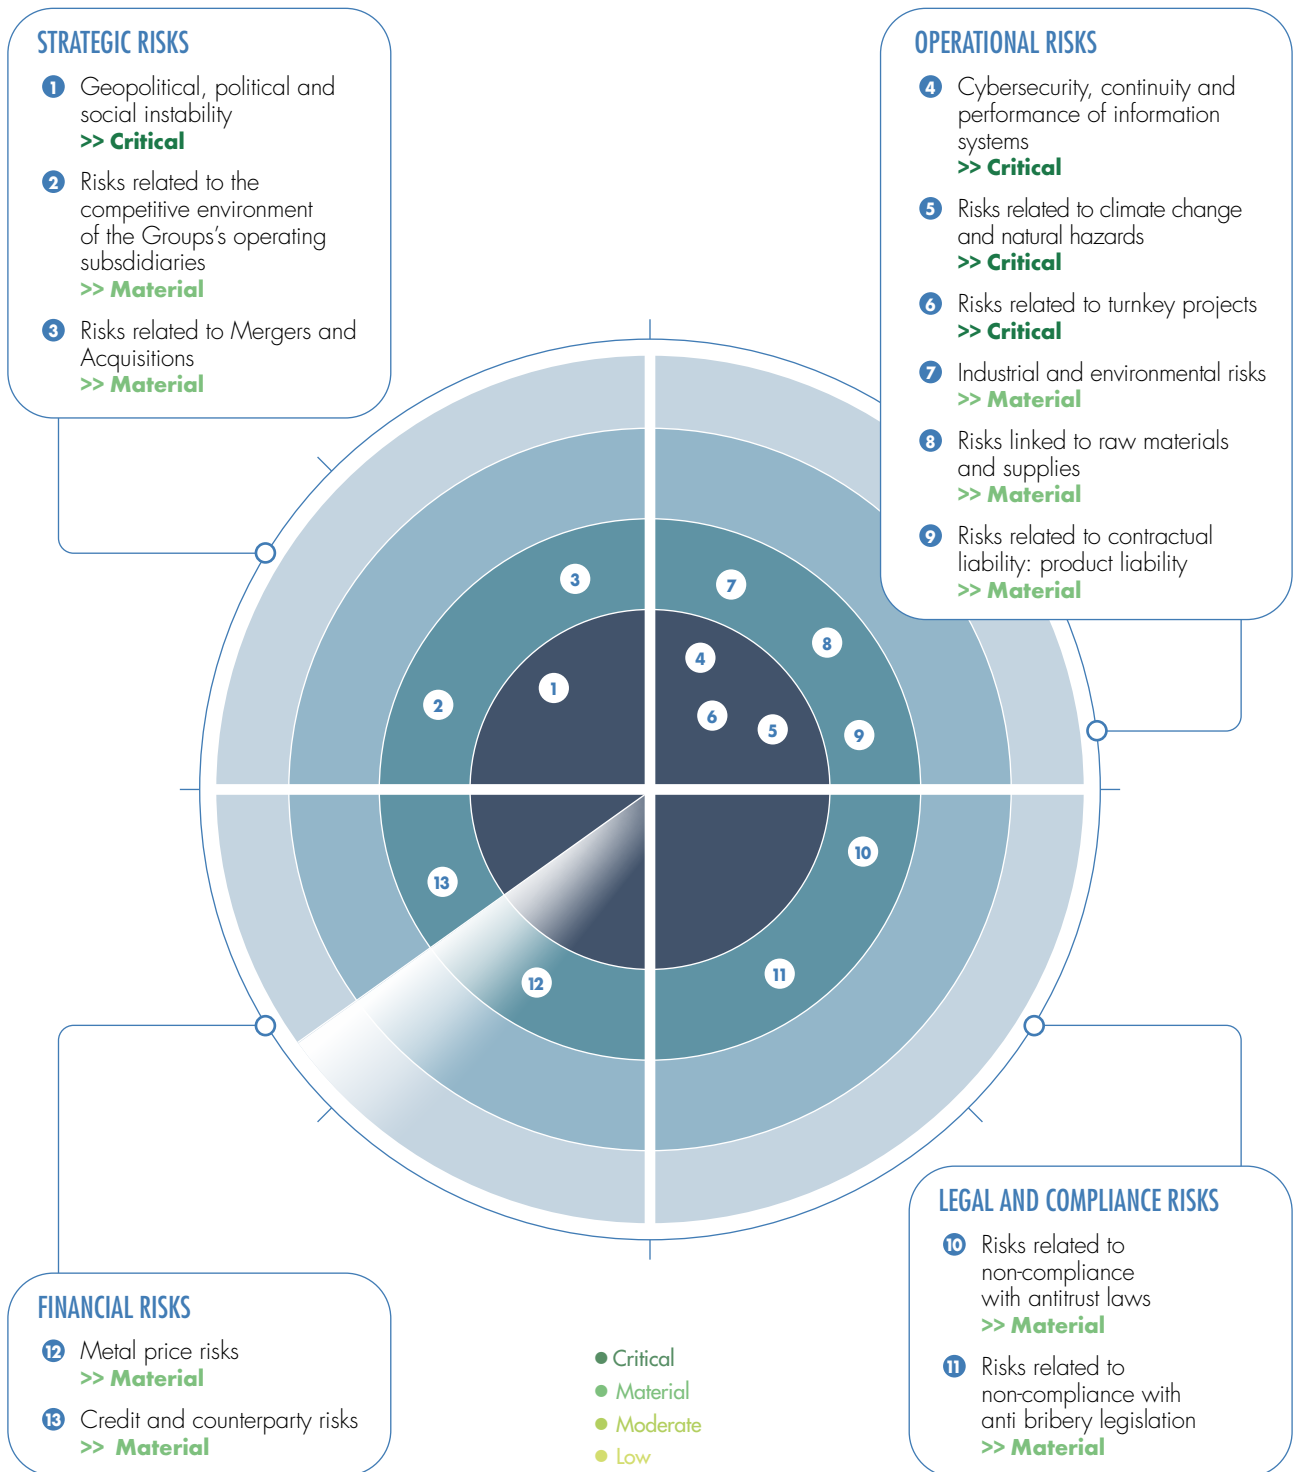 STRATEGIC RISKS
1 Geopolitical, political and
social instability
>> Critical
2 Risks related to the
competitive environment
of the Groups's operating
subsdidiaries
>> Material
3 Risks related to Mergers and
Acquisitions
>> Material
OPERATIONAL RISKS
4 Cybersecurity, continuity and
performance of information
systems
>> Critical
5 Risks related to climate change
and natural hazards
>> Critical
6 Risks related to turnkey projects
>> Critical
7 Industrial and environmental risks
>> Material
8 Risks linked to raw materials
and supplies
>> Material
9 Risks related to contractual
liability: product liability
>> Material
3
7
8
4
1
2
6
5
9
10
13
11
12
FINANCIAL RISKS
12 Metal price risks
>> Material
13 Credit and counterparty risks
>> Material
Critical
Material
Moderate
Low
LEGAL AND COMPLIANCE RISKS
10 Risks related to
non-compliance
with antitrust laws
>> Material
11 Risks related to
non-compliance with
anti bribery legislation
>> Material